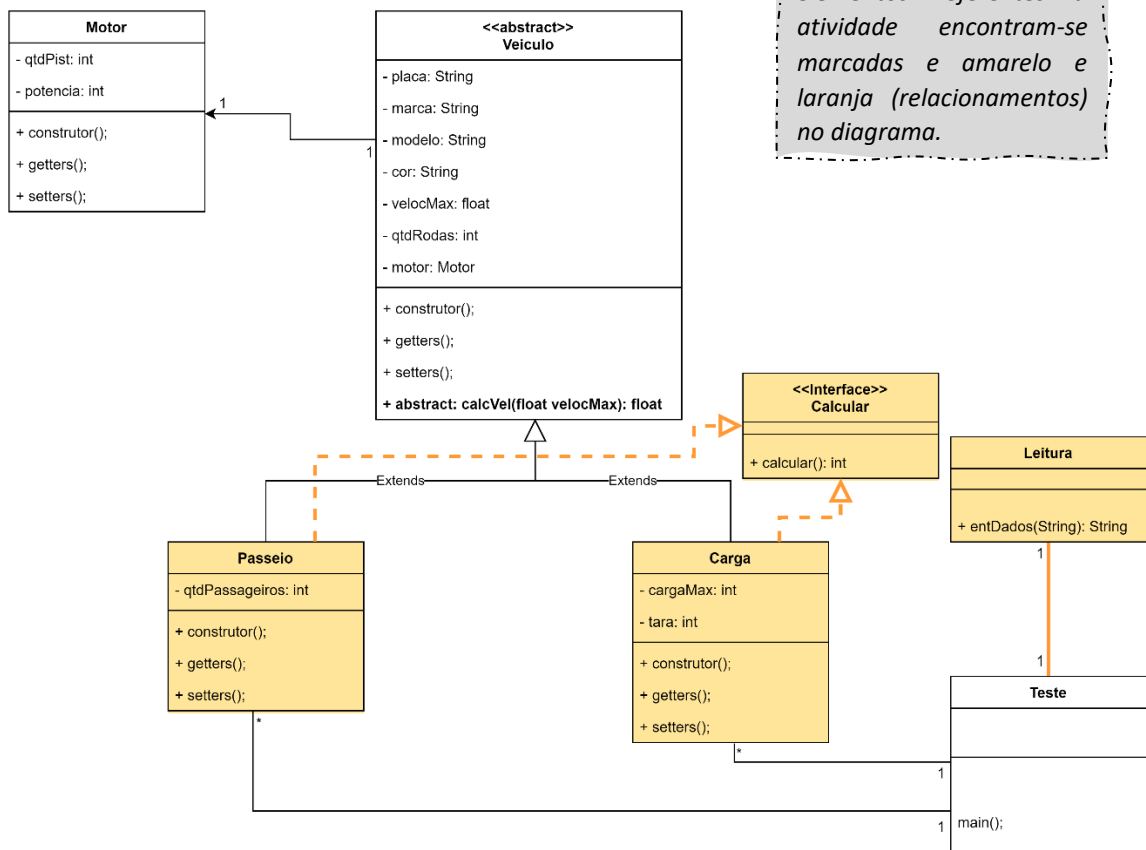 atividade encontram-se
marcadas e amarelo e
laranja (relacionamentos)
no diagrama.
Motor
- qtdPist: int
- potencia: int
+ construtor();
+ getters();
+ setters();
1
1
<<abstract>>
Veiculo
- placa: String
- marca: String
- modelo: String
- cor: String
- velocMax: float
- qtdRodas: int
- motor: Motor
+ construtor();
+ getters();
+ setters();
+ abstract: calcVel(float velocMax): float
Extends
Extends
<<Interface>>
Calcular
+ calcular(): int
Leitura
+ entDados(String): String
1
1
Passeio
- qtdPassageiros: int
+ construtor();
+ getters();
+ setters();
*
Carga
- cargaMax: int
- tara: int
+ construtor();
+ getters();
+ setters();
*
Teste
1
1
main();